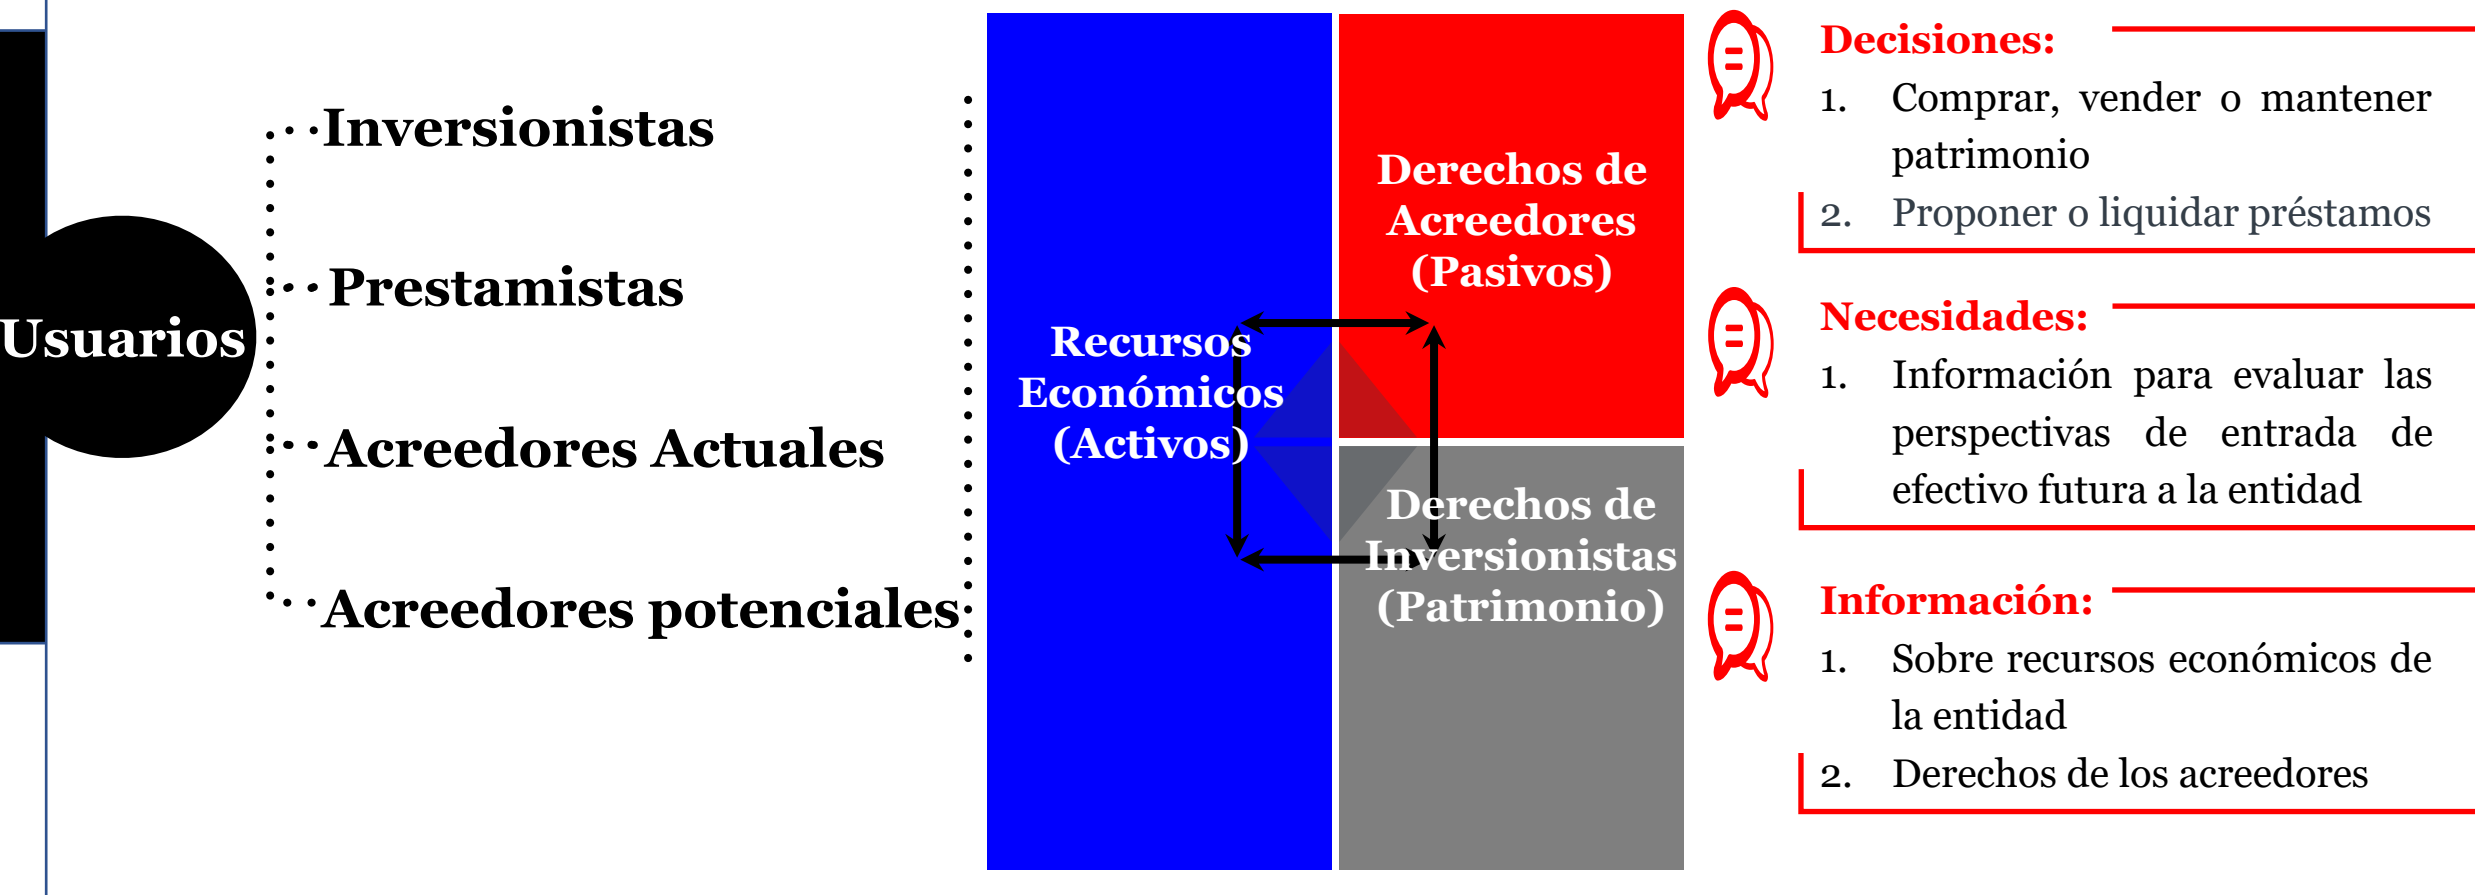 Usuarios
Inversionistas
Prestamistas
Acreedores Actuales
Acreedores potenciales
Recursos
Económicos
(Activos)
Derechos de
Acreedores
(Pasivos)
Derechos de
Inversionistas
(Patrimonio)
Decisiones:
1. Comprar, vender o mantener
patrimonio
2. Proponer o liquidar préstamos
Necesidades:
1. Información para evaluar las
perspectivas de entrada de
efectivo futura a la entidad
Información:
1. Sobre recursos económicos de
la entidad
2. Derechos de los acreedores